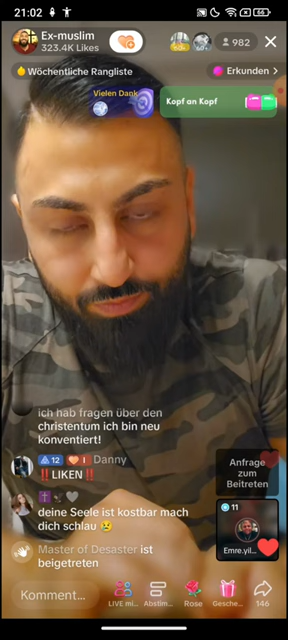 21:02
66
Ex-muslim
323.4K Likes
982
Wöchentliche Rangliste
Erkunden >
Vielen Dank
Kopf an Kopf
ich hab fragen über den
christentum ich bin neu
konventiert!
12 I Danny
‼️LIKEN‼️
deine Seele ist kostbar mach
dich schlau 😢
Master of Desaster ist
beigetreten
Anfrage
zum
Beitreten
11
Emre.yil...
Komment...
LIVE mi...
Abstim...
Rose
Gesche...
146